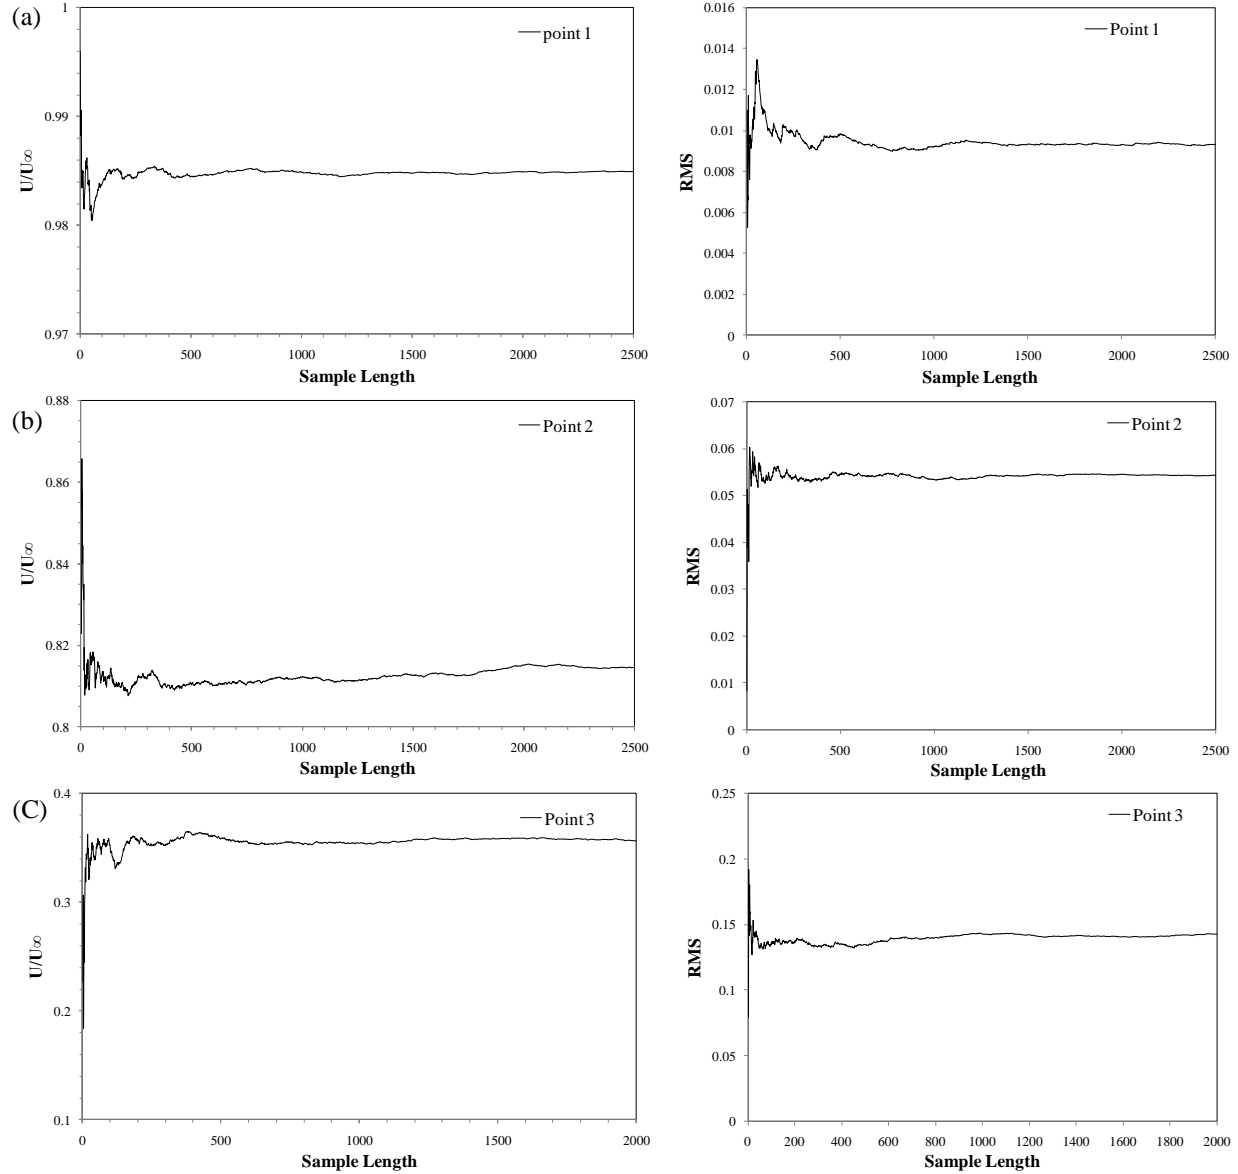 (a)
1
0.99
0.98
0.97
U/U∞
point 1
0 500 1000 1500 2000 2500
Sample Length
0.016
0.014
0.012
0.01
0.008
0.006
0.004
0.002
0
RMS
Point 1
0 500 1000 1500 2000 2500
Sample Length
(b)
0.88
0.86
0.84
0.82
0.8
U/U∞
Point 2
0 500 1000 1500 2000 2500
Sample Length
0.07
0.06
0.05
0.04
0.03
0.02
0.01
0
RMS
Point 2
0 500 1000 1500 2000 2500
Sample Length
(C)
0.4
0.3
0.2
0.1
U/U∞
Point 3
0 500 1000 1500 2000
Sample Length
0.25
0.2
0.15
0.1
0.05
0
RMS
Point 3
0 200 400 600 800 1000 1200 1400 1600 1800 2000
Sample Length